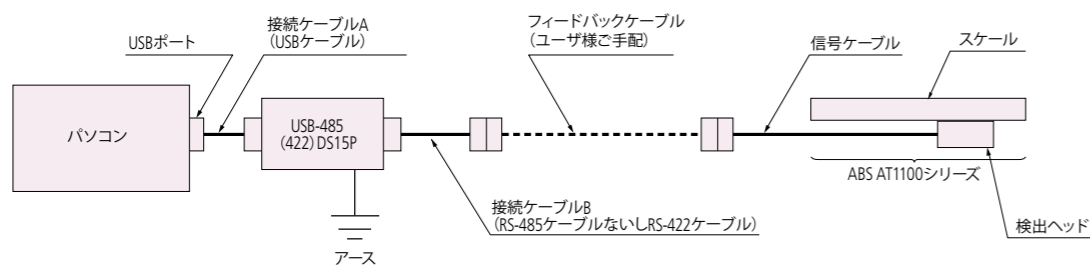 接続ケーブルA
(USBケーブル)
USBポート
フィードバックケーブル
(ユーザ様ご手配)
信号ケーブル
スケール
パソコン
USB-485
(422) DS15P
ABS AT1100シリーズ
接続ケーブルB
(RS-485ケーブルないしRS-422ケーブル)
検出ヘッド
アース